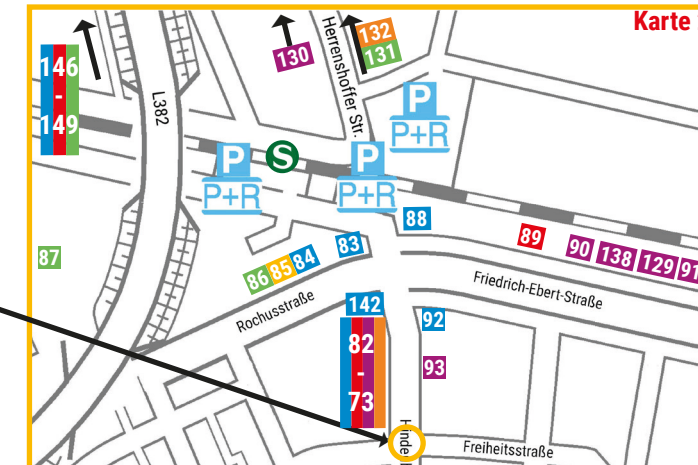 Karte
132
131
130
Herrenshoffer Str.
146
-
149
L382
P
P+R
S
P
P+R
P
P+R
88
89
90
138
129
91
87
86
85
84
83
Rochusstraße
Friedrich-Ebert-Straße
142
82
-
73
92
93
Hinde
Freiheitsstraße